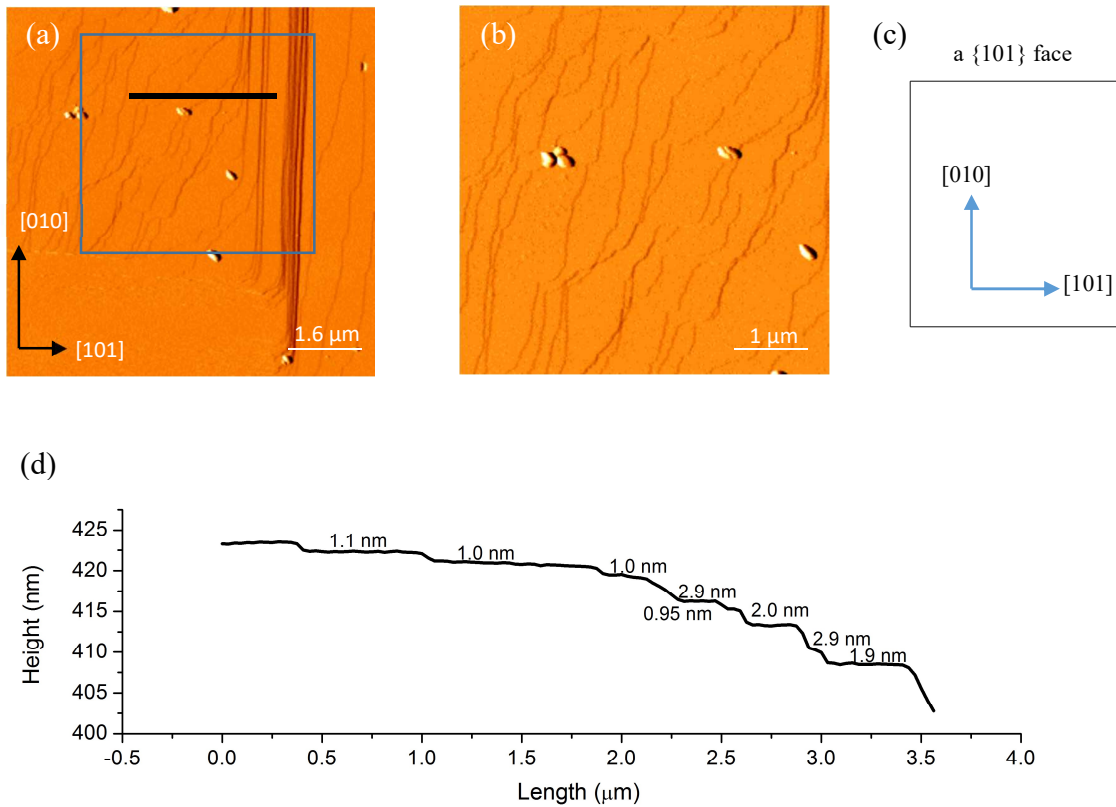 (a)
[010]
[101]
1.6 μm
(b)
1 μm
(c)
a {101} face
[010]
[101]
(d)
Height (nm)
425
420
415
410
405
400
1.1 nm
1.0 nm
1.0 nm
2.9 nm
0.95 nm
2.0 nm
2.9 nm
1.9 nm
-0.5 0.0 0.5 1.0 1.5 2.0 2.5 3.0 3.5 4.0
Length (μm)